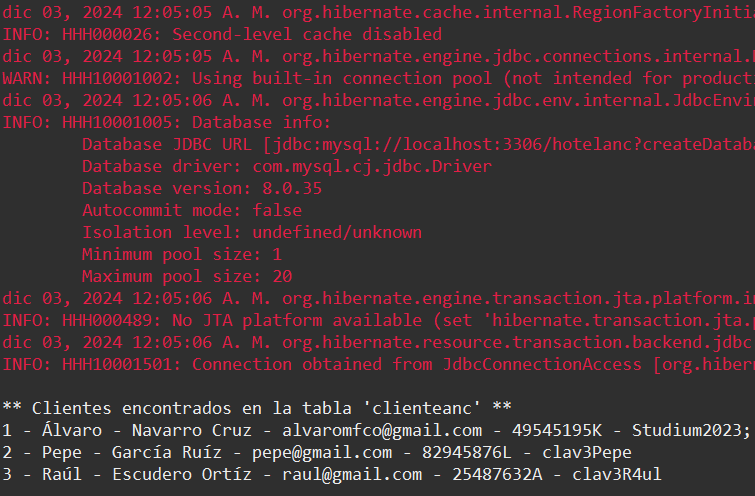 dic 03, 2024 12:05:05 A. M. org.hibernate.cache.internal.RegionFactoryIniti
INFO: HHH000026: Second-level cache disabled
dic 03, 2024 12:05:05 A. M. org.hibernate.engine.jdbc.connections.internal.
WARN: HHH10001002: Using built-in connection pool (not intended for product
dic 03, 2024 12:05:06 A. M. org.hibernate.engine.jdbc.env.internal.JdbcEnvi
INFO: HHH10001005: Database info:
Database JDBC URL [jdbc:mysql://localhost:3306/hotelanc?createDatab
Database driver: com.mysql.cj.jdbc.Driver
Database version: 8.0.35
Autocommit mode: false
Isolation level: undefined/unknown
Minimum pool size: 1
Maximum pool size: 20
dic 03, 2024 12:05:06 A. M. org.hibernate.engine.transaction.jta.platform.i
INFO: HHH000489: No JTA platform available (set 'hibernate.transaction.jta.
dic 03, 2024 12:05:06 A. M. org.hibernate.resource.transaction.backend.jdbc
INFO: HHH10001501: Connection obtained from JdbcConnectionAccess [org.hiber
** Clientes encontrados en la tabla 'clienteanc' **
1 - Álvaro - Navarro Cruz - alvaromfco@gmail.com - 49545195K - Studium2023;
2 - Pepe - García Ruíz - pepe@gmail.com - 82945876L - clav3Pepe
3 - Raúl - Escudero Ortíz - raul@gmail.com - 25487632A - clav3R4ul